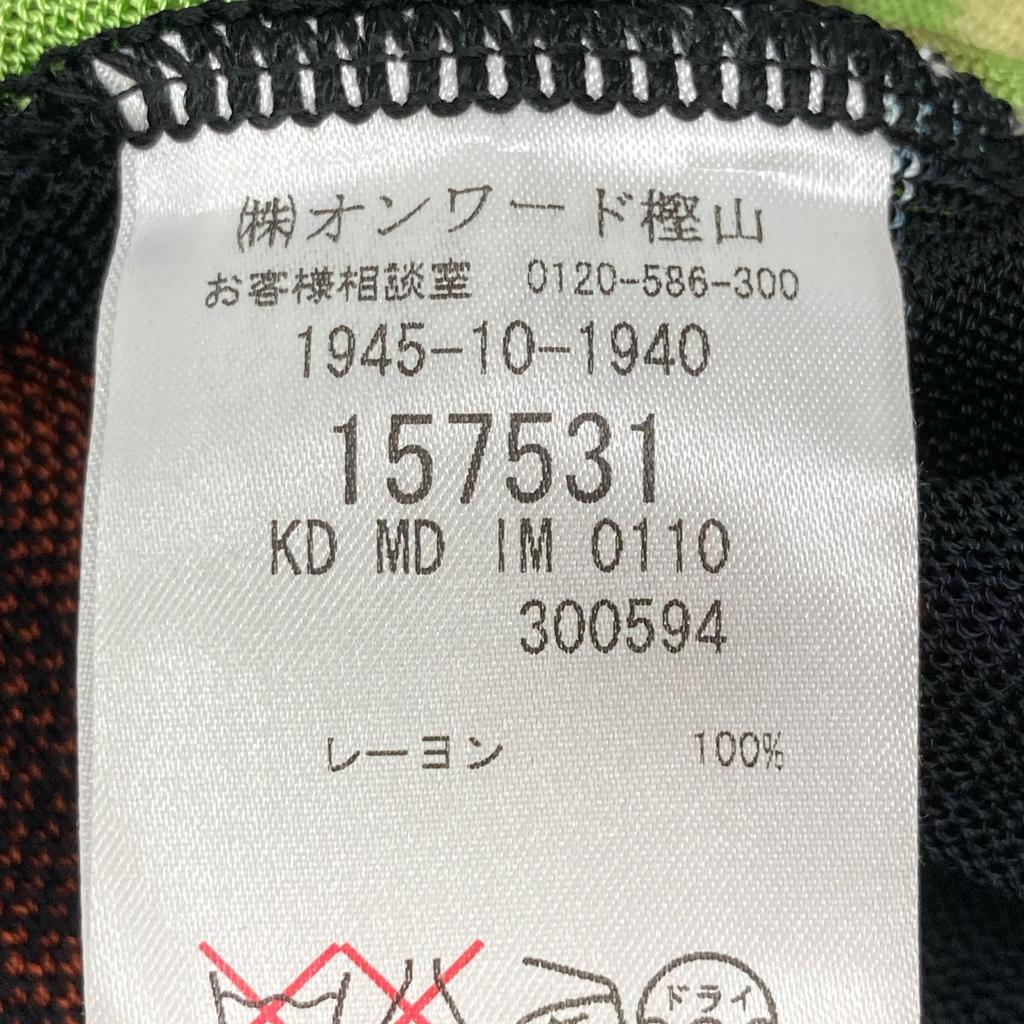 ㈱オンワード樫山
お客様相談室 0120-586-300
1945-10-1940
157531
KD MD IM 0110
300594
レーヨン 100%
ドライ